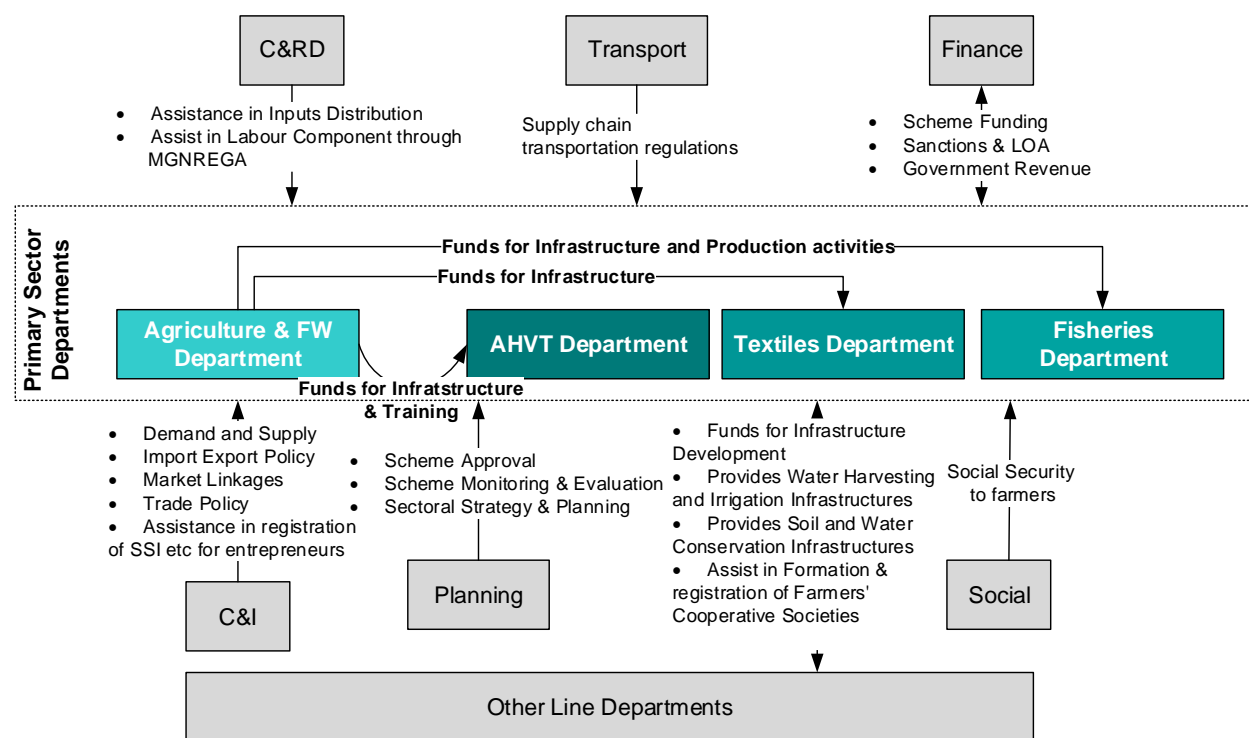 C&RD
Transport
Finance
• Assistance in Inputs Distribution
• Assist in Labour Component through
MGNREGA
Supply chain
transportation regulations
• Scheme Funding
• Sanctions & LOA
• Government Revenue
Primary Sector
Departments
Funds for Infrastructure and Production activities
Funds for Infrastructure
Agriculture & FW
Department
AHVT Department
Textiles Department
Fisheries
Department
Funds for Infratstructure
& Training
• Demand and Supply
• Import Export Policy
• Market Linkages
• Trade Policy
• Assistance in registration
of SSI etc for entrepreneurs
• Scheme Approval
• Scheme Monitoring & Evaluation
• Sectoral Strategy & Planning
• Funds for Infrastructure
Development
• Provides Water Harvesting
and Irrigation Infrastructures
• Provides Soil and Water
Conservation Infrastructures
• Assist in Formation &
registration of Farmers'
Cooperative Societies
Social Security
to farmers
C&I
Planning
Social
Other Line Departments